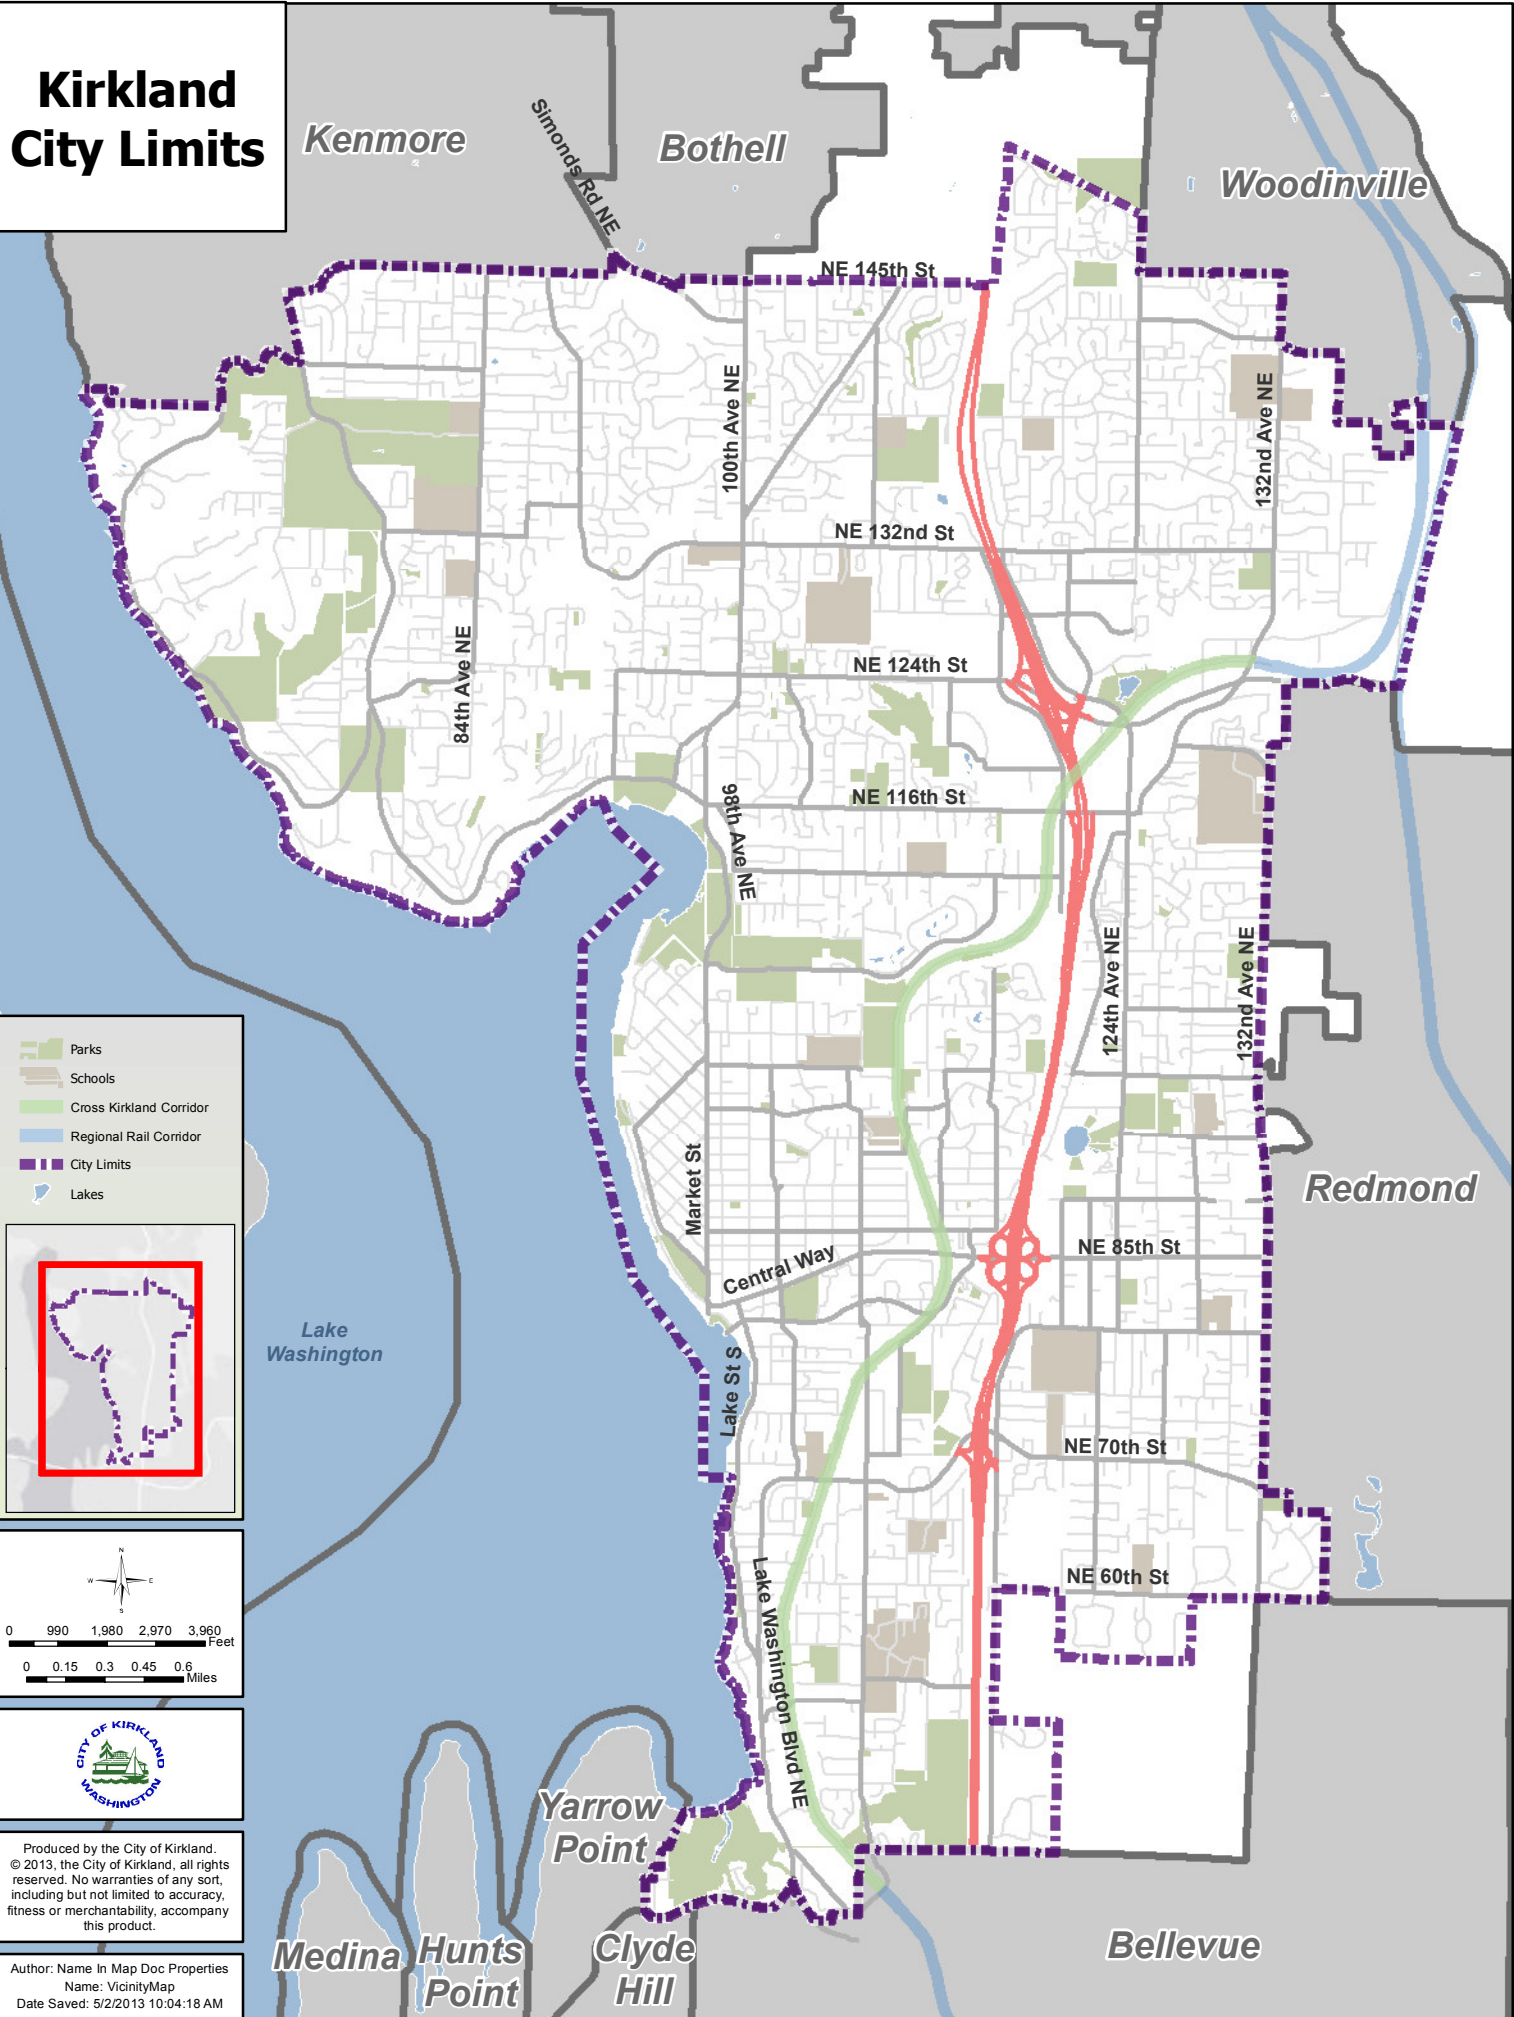 Kirkland
City Limits
Kenmore
Bothell
Woodinville
Simonds Rd NE
NE 145th St
100th Ave NE
132nd Ave NE
NE 132nd St
84th Ave NE
NE 124th St
98th Ave NE
NE 116th St
124th Ave NE
132nd Ave NE
Parks
Schools
Cross Kirkland Corridor
Regional Rail Corridor
City Limits
Lakes
Market St
Redmond
Central Way
NE 85th St
Lake
Washington
Lake St S
NE 70th St
N
W E
S
0 990 1,980 2,970 3,960
Feet
0 0.15 0.3 0.45 0.6
Miles
NE 60th St
Lake Washington Blvd NE
CITY OF KIRKLAND
WASHINGTON
Yarrow
Point
Produced by the City of Kirkland.
© 2013, the City of Kirkland, all rights
reserved. No warranties of any sort,
including but not limited to accuracy,
fitness or merchantability, accompany
this product.
Medina
Hunts
Point
Clyde
Hill
Bellevue
Author: Name In Map Doc Properties
Name: VicinityMap
Date Saved: 5/2/2013 10:04:18 AM